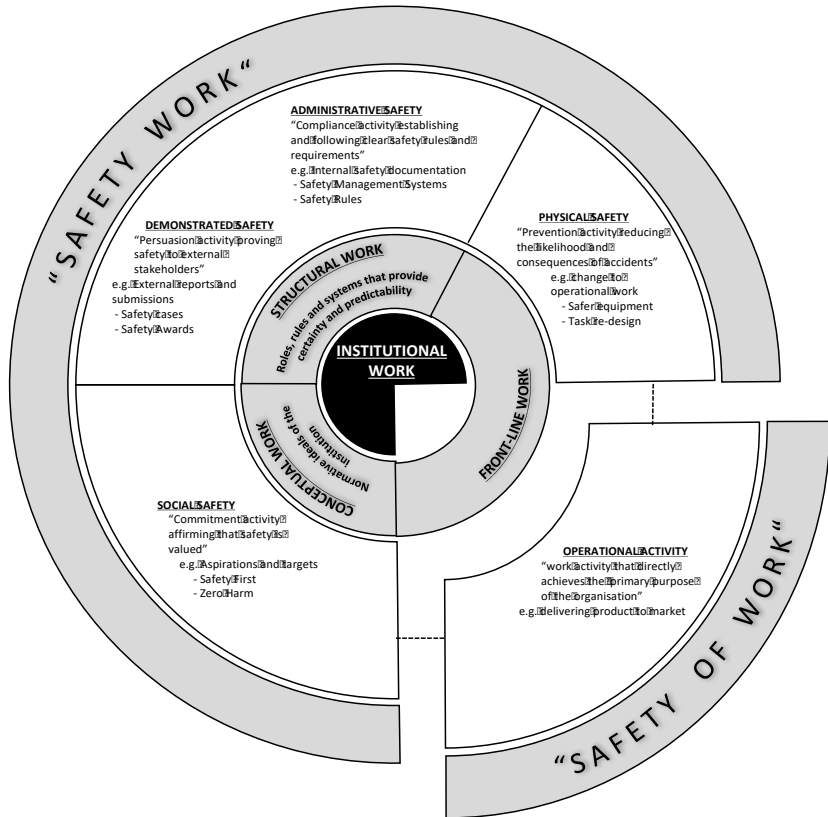 “SAFETY WORK“
ADMINISTRATIVE SAFETY
“Compliance activity establishing
and following clear safety rules and
requirements”
e.g. Internal safety documentation
- Safety Management Systems
- Safety Rules
DEMONSTRATED SAFETY
“Persuasion activity proving
safety to external
stakeholders”
e.g. External reports and
submissions
- Safety cases
- Safety Awards
PHYSICAL SAFETY
“Prevention activity reducing
the likelihood and
consequences of accidents”
e.g. change to
operational work
- Safer equipment
- Task re-design
STRUCTURAL WORK
Roles, rules and systems that provide
certainty and predictability
INSTITUTIONAL
WORK
FRONT-LINE WORK
Normative ideals of the
institution
CONCEPTUAL WORK
SOCIAL SAFETY
“Commitment activity
affirming that safety is
valued”
e.g. Aspirations and targets
- Safety First
- Zero Harm
OPERATIONAL ACTIVITY
“work activity that directly
achieves the primary purpose
of the organisation”
e.g. delivering product to market
“SAFETY OF WORK“